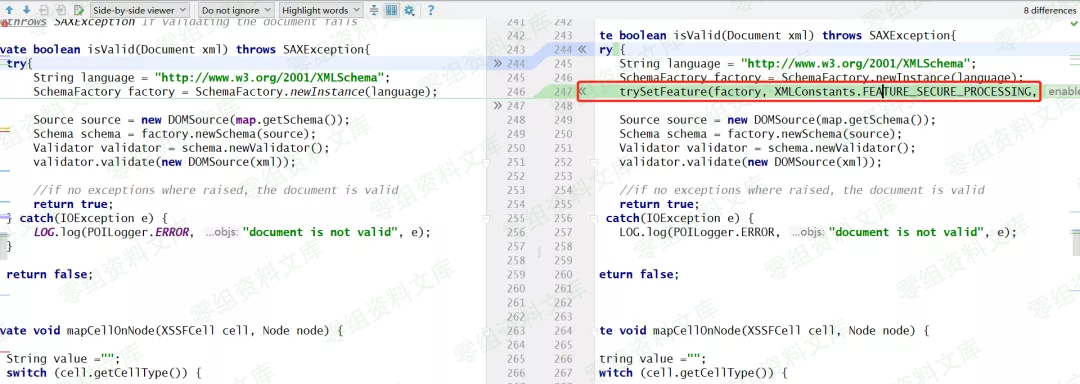 Side-by-side viewer Do not ignore Highlight words ? 8 differences
throws SAXException if validating the document fails
vate boolean isValid(Document xml) throws SAXException{
try{
String language = "http://www.w3.org/2001/XMLSchema";
SchemaFactory factory = SchemaFactory.newInstance(language);
Source source = new DOMSource(map.getSchema());
Schema schema = factory.newSchema(source);
Validator validator = schema.newValidator();
validator.validate(new DOMSource(xml));
//if no exceptions where raised, the document is valid
return true;
} catch(IOException e) {
LOG.log(POILogger.ERROR, ...objs: "document is not valid", e);
}
return false;
vate void mapCellOnNode(XSSFCell cell, Node node) {
String value ="";
switch (cell.getCellType()) {
241 242
242 243
243 244
244 245
245 246
246 247
247 248
248 249
249 250
250 251
251 252
252 253
253 254
254 255
255 256
256 257
257 258
258 259
259 260
260 261
261 262
262 263
263 264
264 265
265 266
266 267
te boolean isValid(Document xml) throws SAXException{
ry {
String language = "http://www.w3.org/2001/XMLSchema";
SchemaFactory factory = SchemaFactory.newInstance(language);
trySetFeature(factory, XMLConstants.FEATURE_SECURE_PROCESSING, enable
Source source = new DOMSource(map.getSchema());
Schema schema = factory.newSchema(source);
Validator validator = schema.newValidator();
validator.validate(new DOMSource(xml));
//if no exceptions where raised, the document is valid
return true;
catch(IOException e) {
LOG.log(POILogger.ERROR, ...objs: "document is not valid", e);
eturn false;
te void mapCellOnNode(XSSFCell cell, Node node) {
tring value ="";
witch (cell.getCellType()) {
零组资料文库